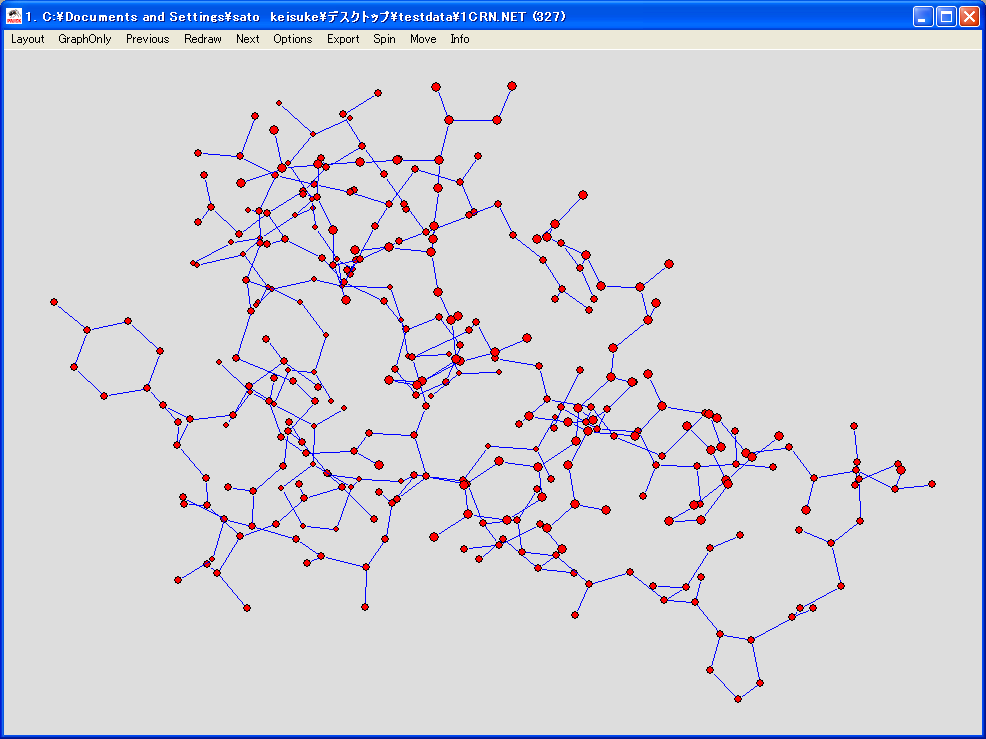 1. C:¥Documents and Settings¥sato keisuke¥デスクトップ¥testdata¥1CRN.NET (327)
Layout GraphOnly Previous Redraw Next Options Export Spin Move Info